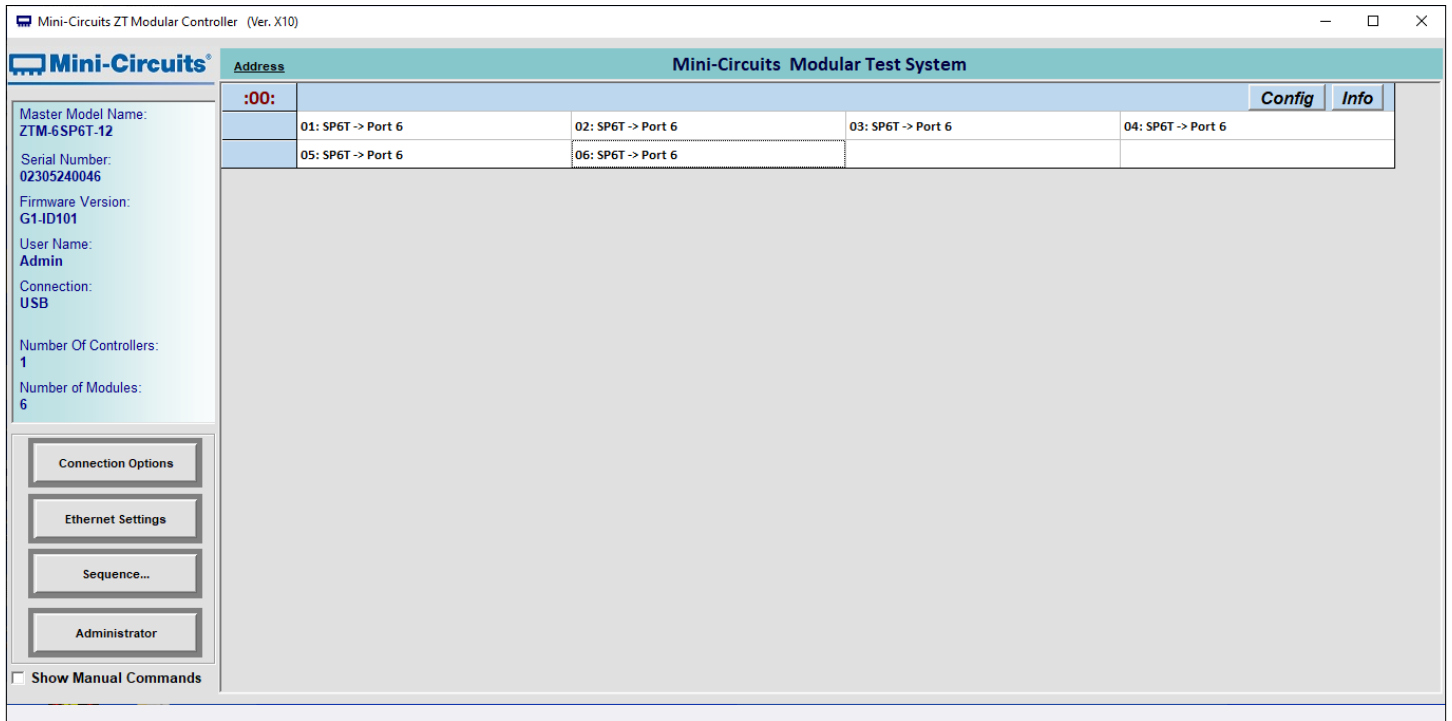 Mini-Circuits ZT Modular Controller (Ver. X10)
Mini-Circuits®
Address
Mini-Circuits Modular Test System
:00:
Config
Info
01: SP6T -> Port 6
02: SP6T -> Port 6
03: SP6T -> Port 6
04: SP6T -> Port 6
05: SP6T -> Port 6
06: SP6T -> Port 6
Master Model Name:
ZTM-6SP6T-12
Serial Number:
02305240046
Firmware Version:
G1-ID101
User Name:
Admin
Connection:
USB
Number Of Controllers:
1
Number of Modules:
6
Connection Options
Ethernet Settings
Sequence...
Administrator
Show Manual Commands